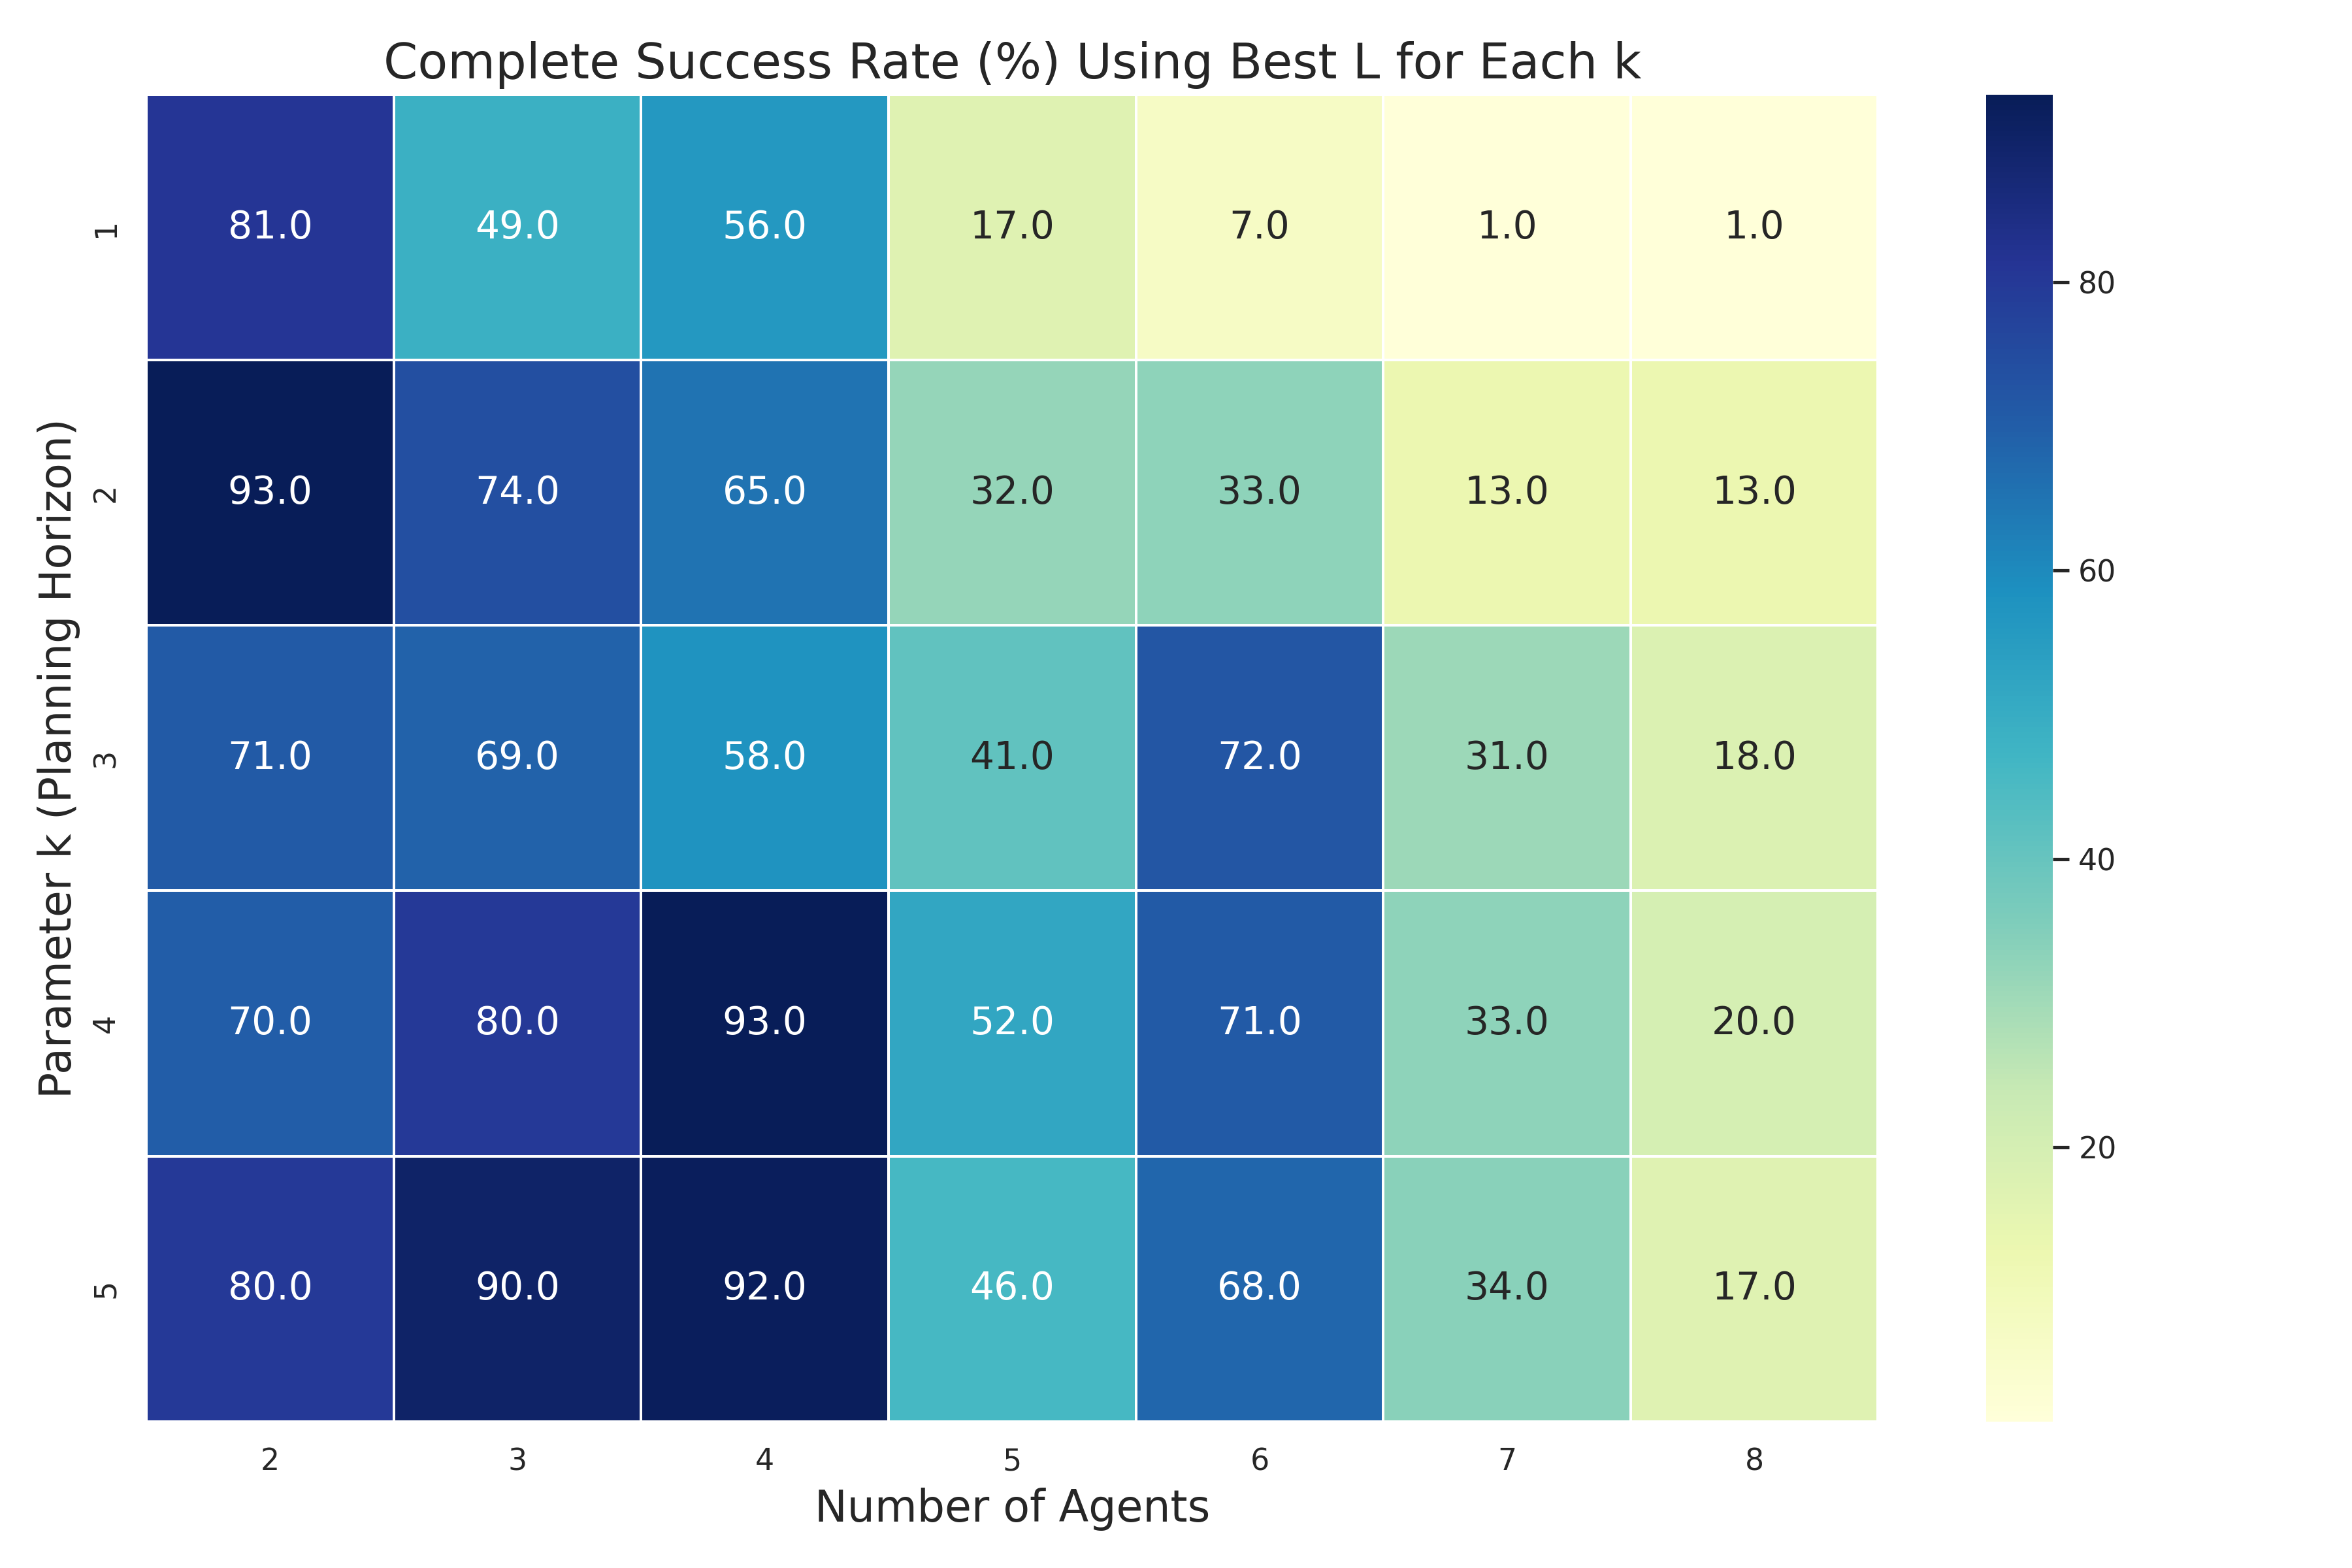 Complete Success Rate (%) Using Best L for Each k
Parameter k (Planning Horizon)
1
81.0 49.0 56.0 17.0 7.0 1.0 1.0
2
93.0 74.0 65.0 32.0 33.0 13.0 13.0
3
71.0 69.0 58.0 41.0 72.0 31.0 18.0
4
70.0 80.0 93.0 52.0 71.0 33.0 20.0
5
80.0 90.0 92.0 46.0 68.0 34.0 17.0
2 3 4 5 6 7 8
Number of Agents
80
60
40
20